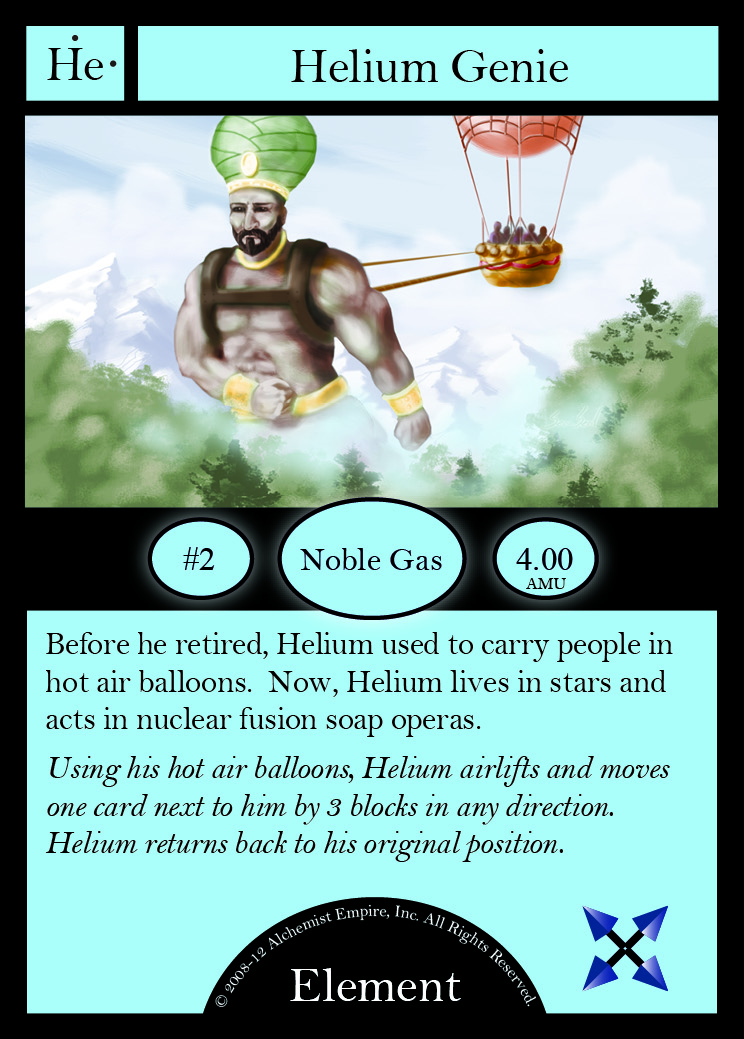 He
Helium Genie
#2
Noble Gas
4.00
AMU
Before he retired, Helium used to carry people in
hot air balloons.  Now, Helium lives in stars and
acts in nuclear fusion soap operas.
Using his hot air balloons, Helium airlifts and moves
one card next to him by 3 blocks in any direction.
Helium returns back to his original position.
© 2008-12 Alchemist Empire, Inc. All Rights Reserved.
Element